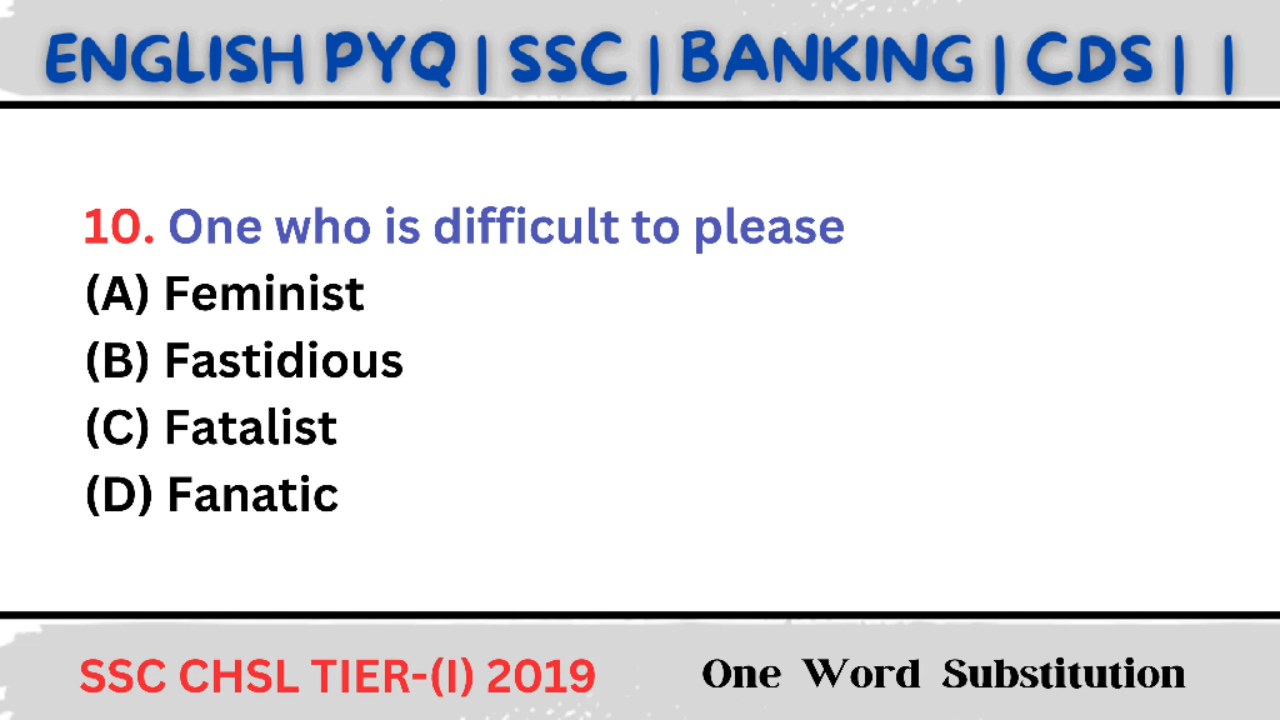 ENGLISH PYQ | SSC | BANKING | CDS | |
10. One who is difficult to please
(A) Feminist
(B) Fastidious
(C) Fatalist
(D) Fanatic
SSC CHSL TIER-(I) 2019 One Word Substitution